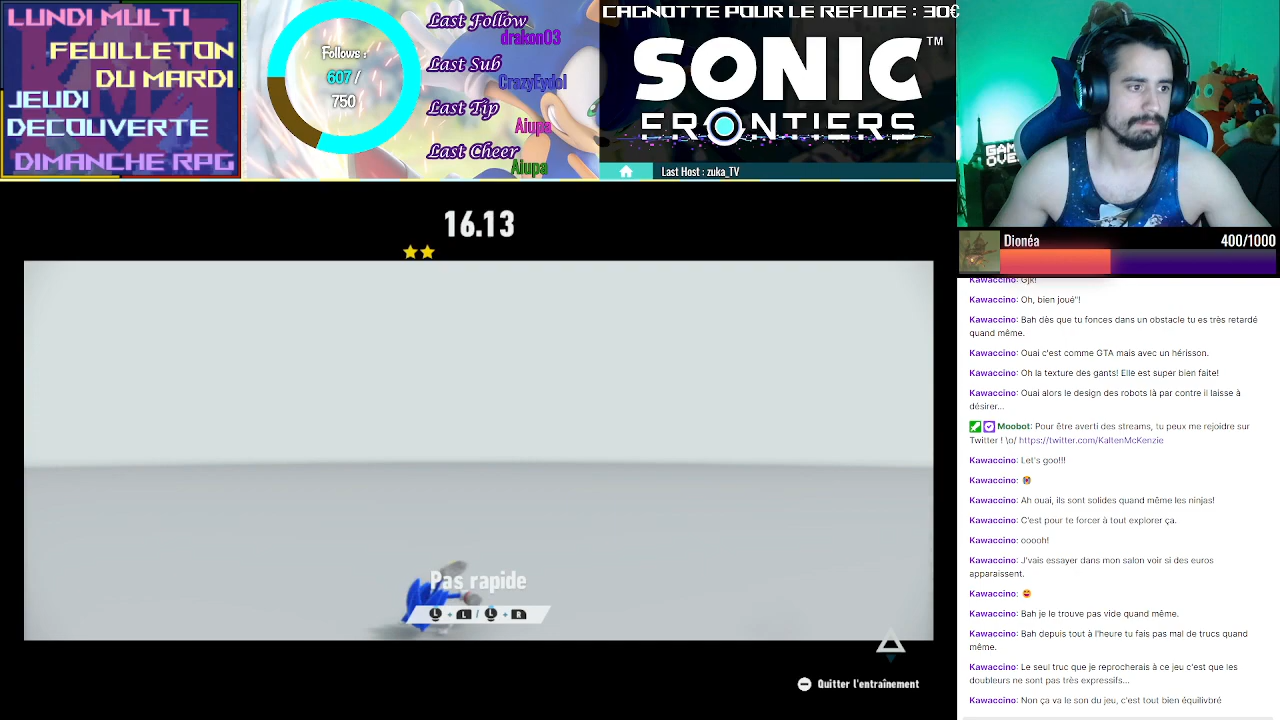 LUNDI MULTI
FEUILLETON
DU MARDI
JEUDI
DECOUVERTE
DIMANCHE RPG
Follows :
607 /
750
Last Follow
drakon03
Last Sub
CrazyEydol
Last Tip
Aiupa
Last Cheer
Aiupa
CAGNOTTE POUR LE REFUGE : 30€
SONIC™
FRONTIERS
Last Host : zuka_TV
GAME
OVER
Dionéa 400/1000
16.13
Pas rapide
L + L / L + R
Quitter l'entraînement
Kawaccino: Gjk!
Kawaccino: Oh, bien joué"!
Kawaccino: Bah dès que tu fonces dans un obstacle tu es très retardé
quand même.
Kawaccino: Ouai c'est comme GTA mais avec un hérisson.
Kawaccino: Oh la texture des gants! Elle est super bien faite!
Kawaccino: Ouai alors le design des robots là par contre il laisse à
désirer...
Moobot: Pour être averti des streams, tu peux me rejoidre sur
Twitter ! \o/ https://twitter.com/KaltenMcKenzie
Kawaccino: Let's goo!!!
Kawaccino:
Kawaccino: Ah ouai, ils sont solides quand même les ninjas!
Kawaccino: C'est pour te forcer à tout explorer ça.
Kawaccino: ooooh!
Kawaccino: J'vais essayer dans mon salon voir si des euros
apparaissent.
Kawaccino:
Kawaccino: Bah je le trouve pas vide quand même.
Kawaccino: Bah depuis tout à l'heure tu fais pas mal de trucs quand
même.
Kawaccino: Le seul truc que je reprocherais à ce jeu c'est que les
doubleurs ne sont pas très expressifs...
Kawaccino: Non ça va le son du jeu, c'est tout bien équilivbré